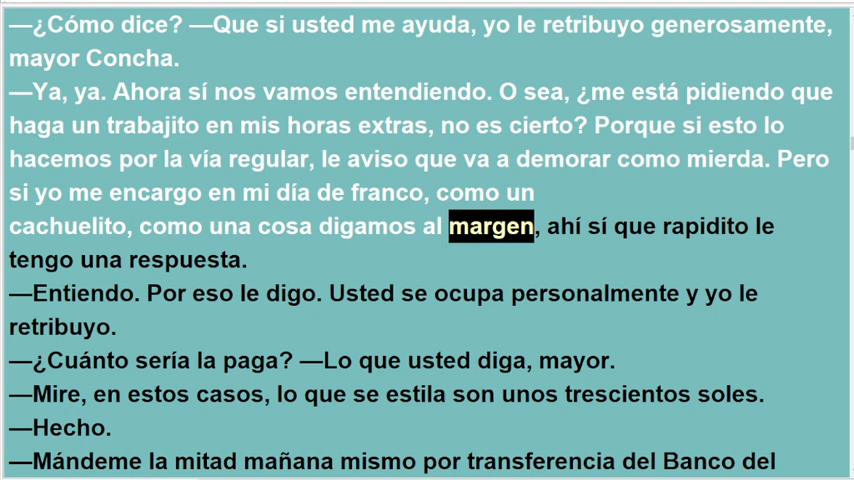 —¿Cómo dice? —Que si usted me ayuda, yo le retribuyo generosamente,
mayor Concha.
—Ya, ya. Ahora sí nos vamos entendiendo. O sea, ¿me está pidiendo que
haga un trabajito en mis horas extras, no es cierto? Porque si esto lo
hacemos por la vía regular, le aviso que va a demorar como mierda. Pero
si yo me encargo en mi día de franco, como un
cachuelito, como una cosa digamos al margen, ahí sí que rapidito le
tengo una respuesta.
—Entiendo. Por eso le digo. Usted se ocupa personalmente y yo le
retribuyo.
—¿Cuánto sería la paga? —Lo que usted diga, mayor.
—Mire, en estos casos, lo que se estila son unos trescientos soles.
—Hecho.
—Mándeme la mitad mañana mismo por transferencia del Banco del